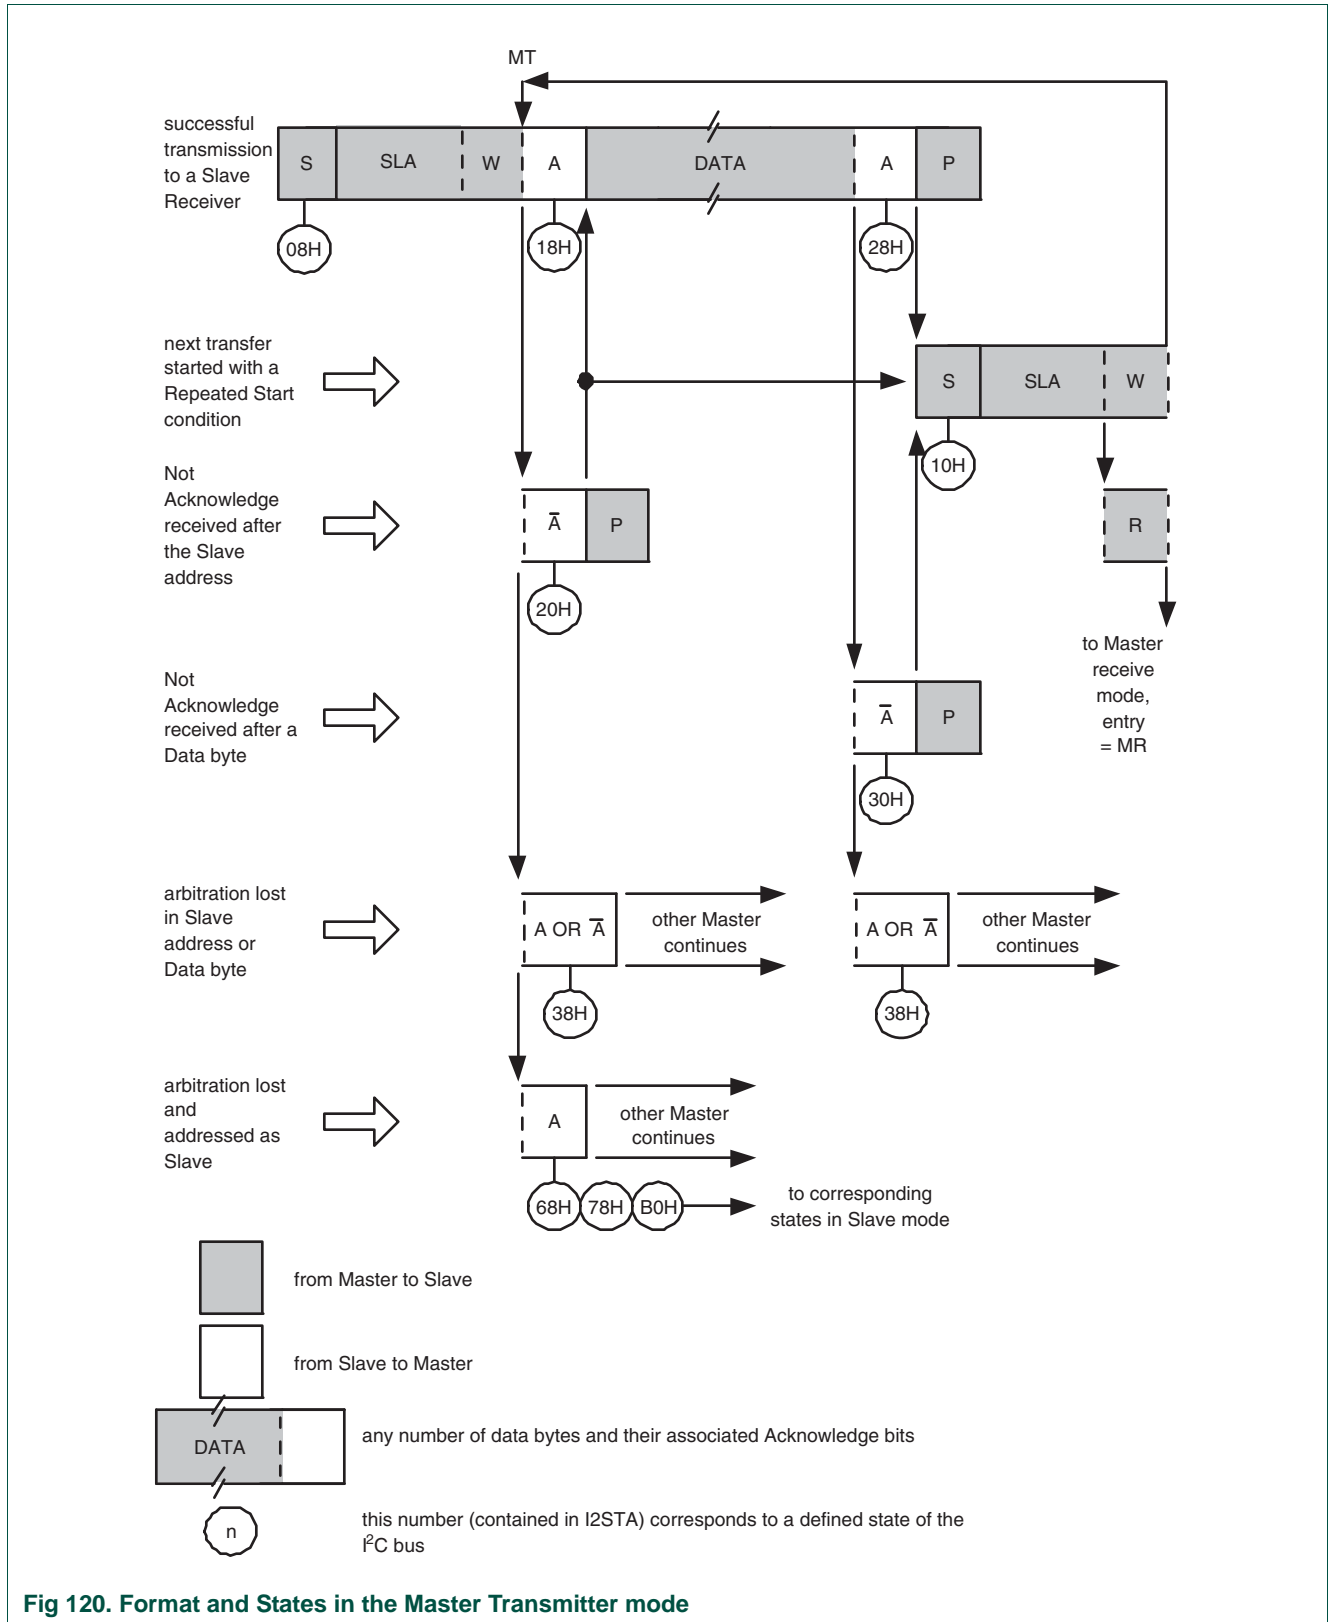 MT
successful
transmission
to a Slave
Receiver
S SLA W A DATA A P
08H 18H 28H
next transfer
started with a
Repeated Start
condition
S SLA W
10H
Not
Acknowledge
received after
the Slave
address
A̅ P
R
20H
to Master
receive
mode,
entry
= MR
Not
Acknowledge
received after a
Data byte
A̅ P
30H
arbitration lost
in Slave
address or
Data byte
A OR A̅
other Master
continues
A OR A̅
other Master
continues
38H 38H
arbitration lost
and
addressed as
Slave
A
other Master
continues
68H 78H B0H
to corresponding
states in Slave mode
from Master to Slave
from Slave to Master
DATA
any number of data bytes and their associated Acknowledge bits
n
this number (contained in I2STA) corresponds to a defined state of the
I²C bus
Fig 120. Format and States in the Master Transmitter mode